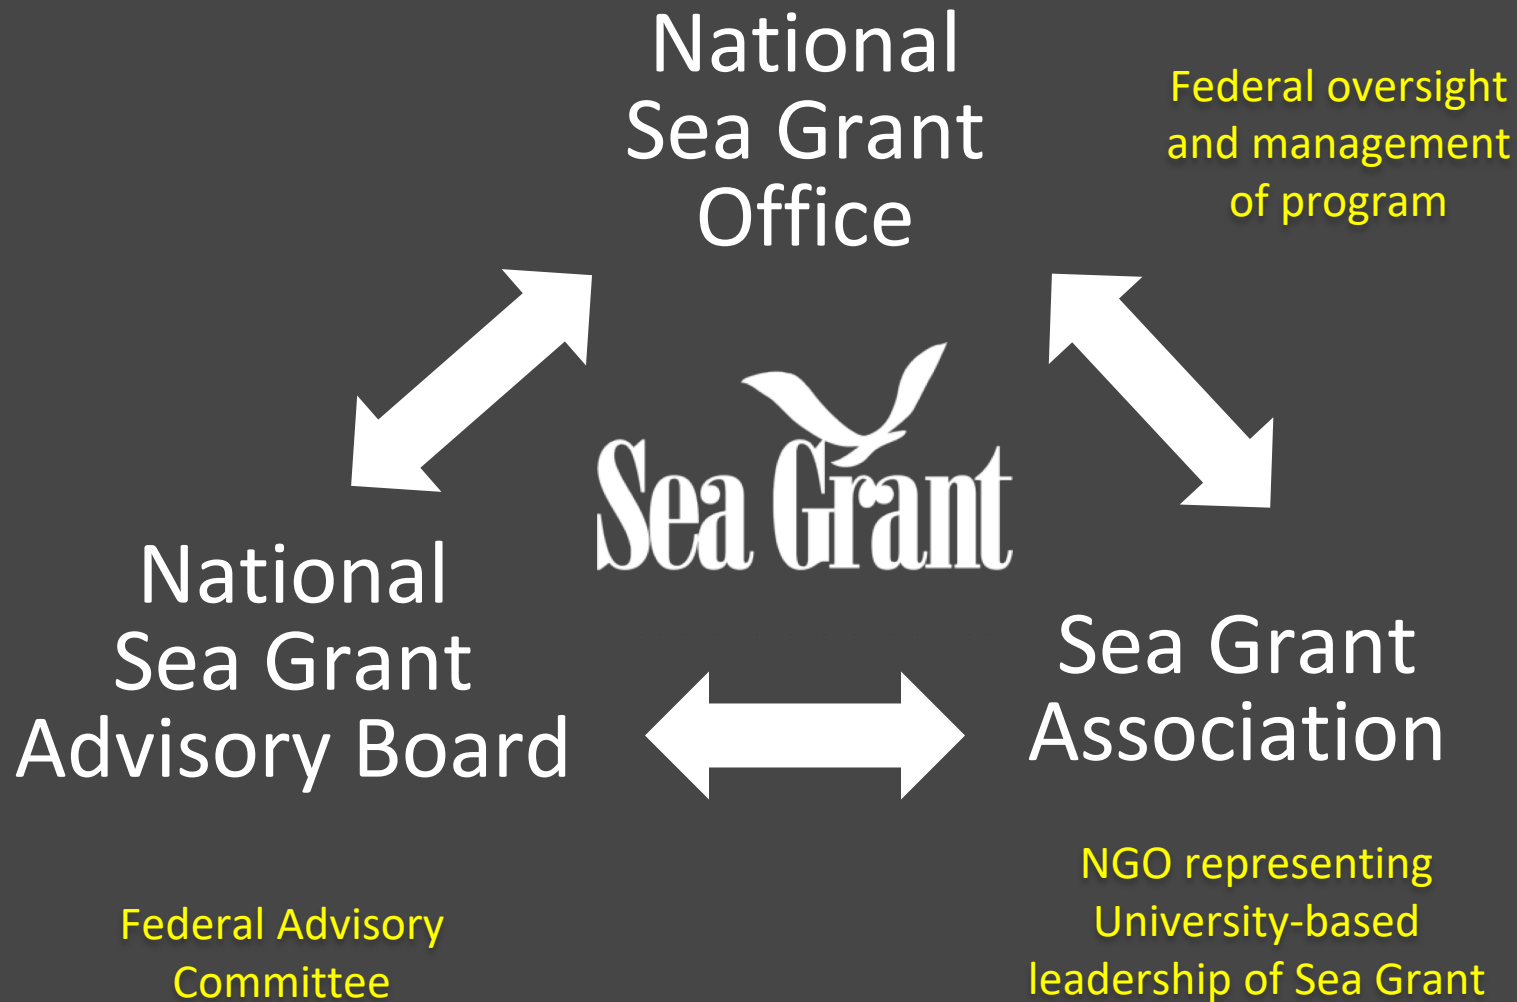 National
Sea Grant
Office
Federal oversight
and management
of program
Sea Grant
National
Sea Grant
Advisory Board
Sea Grant
Association
Federal Advisory
Committee
NGO representing
University-based
leadership of Sea Grant